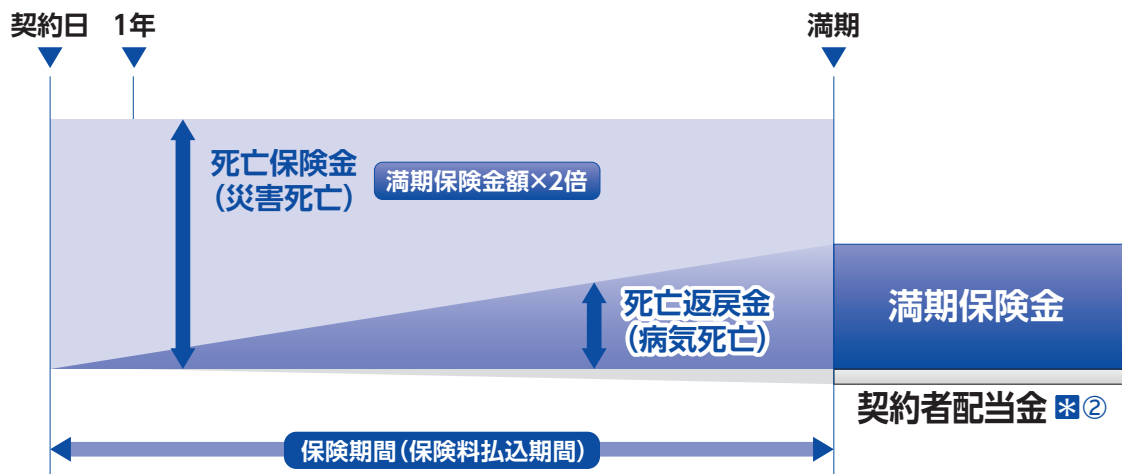 契約日 1年 満期
死亡保険金
(災害死亡)
満期保険金額×2倍
死亡返戻金
(病気死亡)
満期保険金
契約者配当金 *②
保険期間(保険料払込期間)